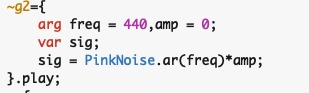 ~g2={
arg freq = 440,amp = 0;
var sig;
sig = PinkNoise.ar(freq)*amp;
}.play;